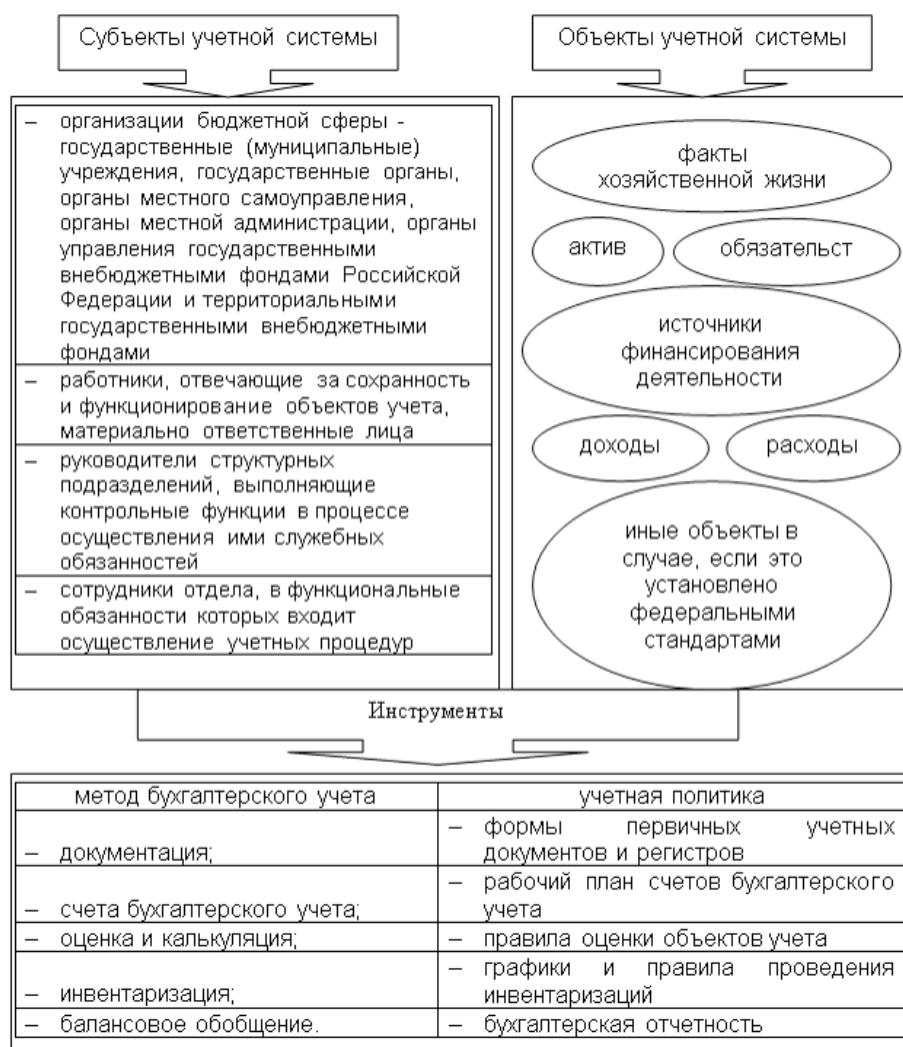 Субъекты учетной системы
Объекты учетной системы
– организации бюджетной сферы -
государственные (муниципальные)
учреждения, государственные органы,
органы местного самоуправления,
органы местной администрации, органы
управления государственными
внебюджетными фондами Российской
Федерации и территориальными
государственными внебюджетными
фондами
– работники, отвечающие за сохранность
и функционирование объектов учета,
материально ответственные лица
– руководители структурных
подразделений, выполняющие
контрольные функции в процессе
осуществления ими служебных
обязанностей
– сотрудники отдела, в функциональные
обязанности которых входит
осуществление учетных процедур
факты
хозяйственной жизни
актив
обязательст
источники
финансирования
деятельности
доходы
расходы
иные объекты в
случае, если это
установлено
федеральными
стандартами
Инструменты
метод бухгалтерского учета
учетная политика
– документация;
– формы первичных учетных
документов и регистров
– счета бухгалтерского учета;
– рабочий план счетов бухгалтерского
учета
– оценка и калькуляция;
– правила оценки объектов учета
– инвентаризация;
– графики и правила проведения
инвентаризаций
– балансовое обобщение.
– бухгалтерская отчетность